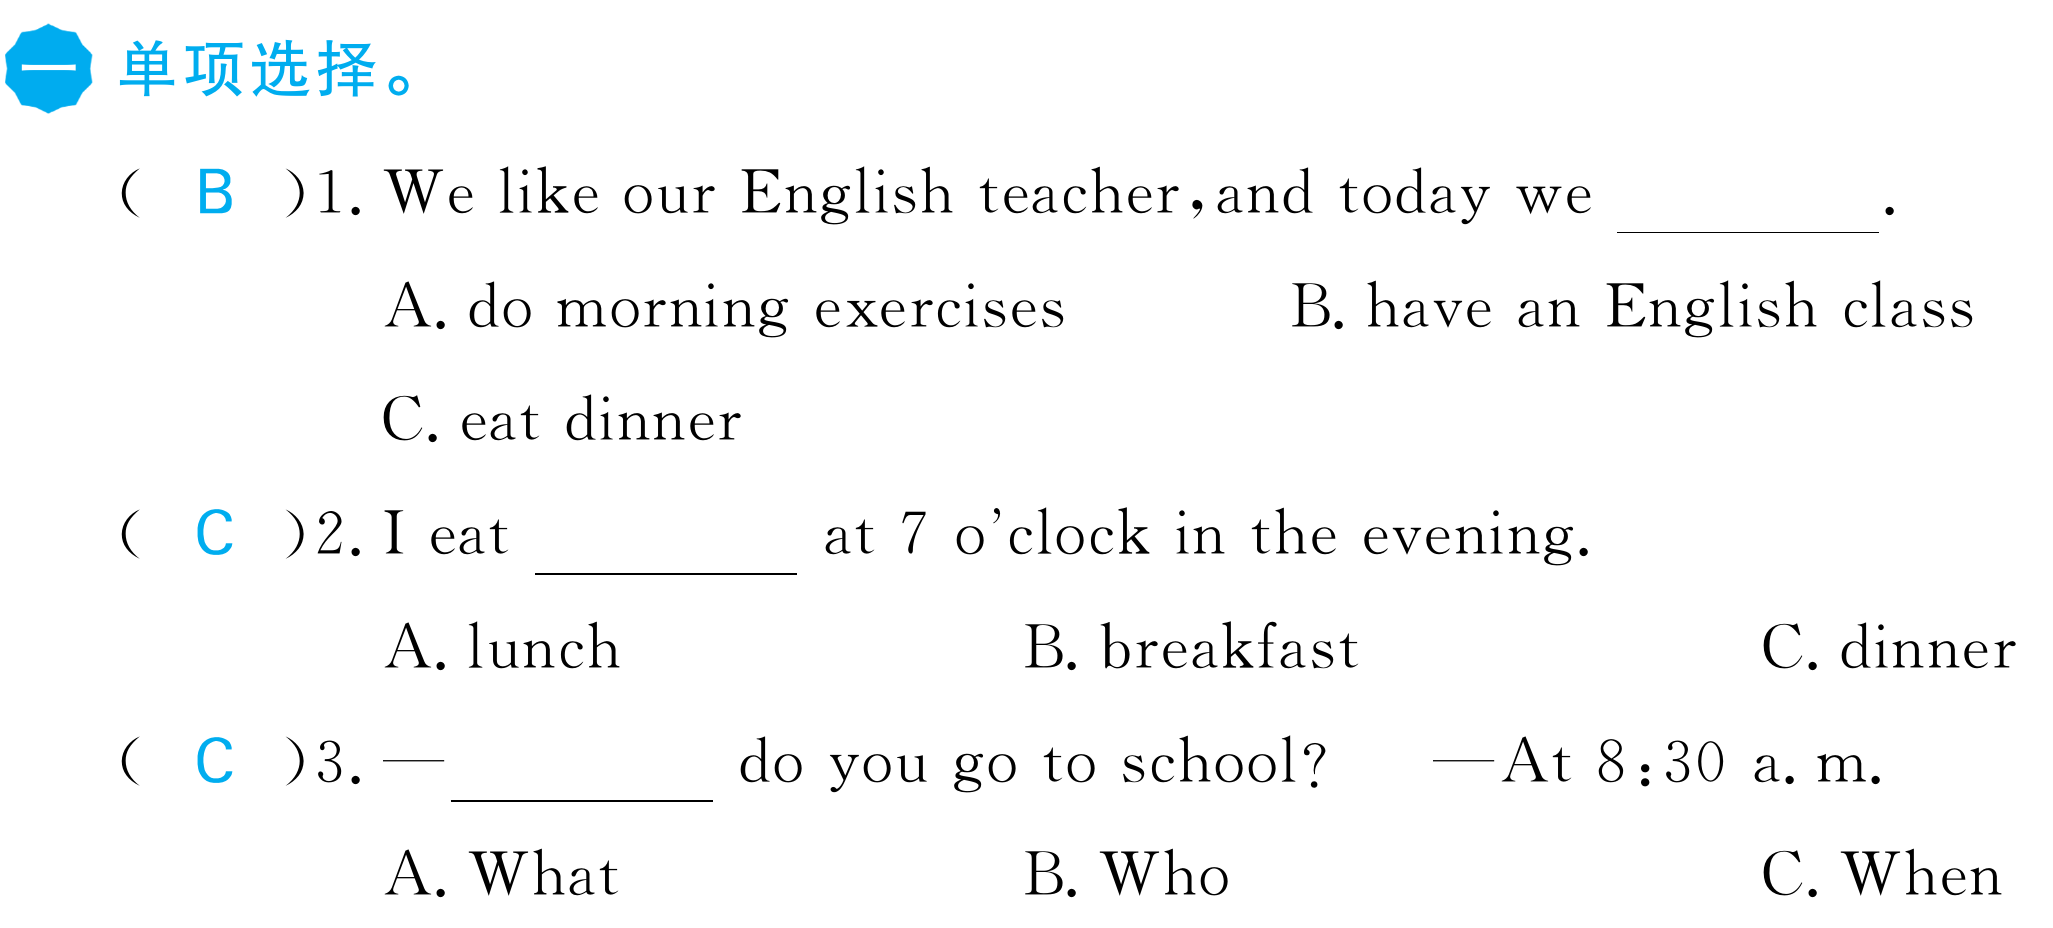 一 单项选择。
( B )1. We like our English teacher,and today we ________.
A. do morning exercises B. have an English class
C. eat dinner
( C )2. I eat ________ at 7 o’clock in the evening.
A. lunch B. breakfast C. dinner
( C )3. —________ do you go to school? —At 8:30 a. m.
A. What B. Who C. When